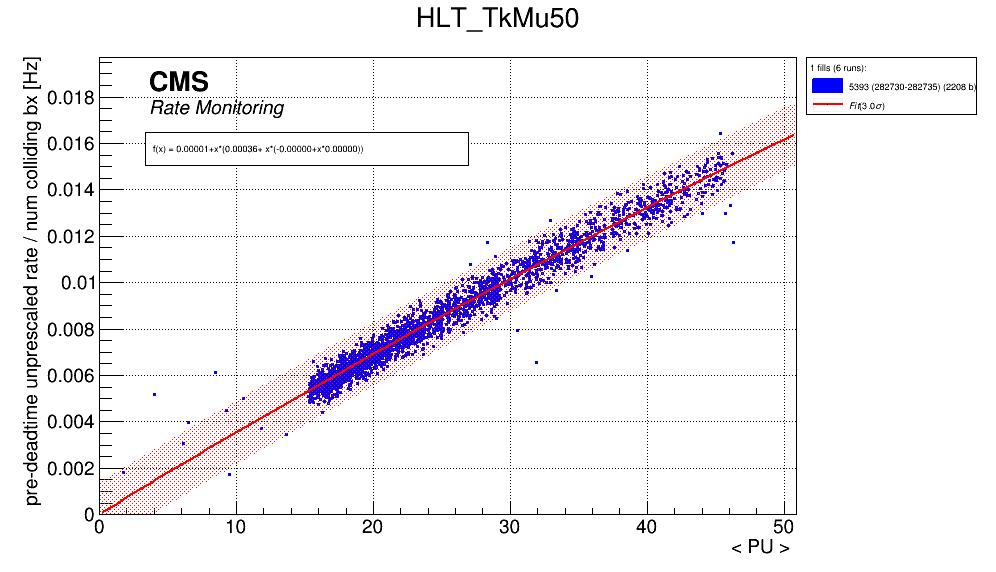 HLT_TkMu50
pre-deadtime unprescaled rate / num colliding bx [Hz]
CMS
Rate Monitoring
f(x) = 0.00001+x*(0.00036+ x*(-0.00000+x*0.00000))
1 fills (6 runs):
5393 (282730-282735) (2208 b)
Fit(3.0σ)
0.018
0.016
0.014
0.012
0.01
0.008
0.006
0.004
0.002
0
0 10 20 30 40 50
< PU >